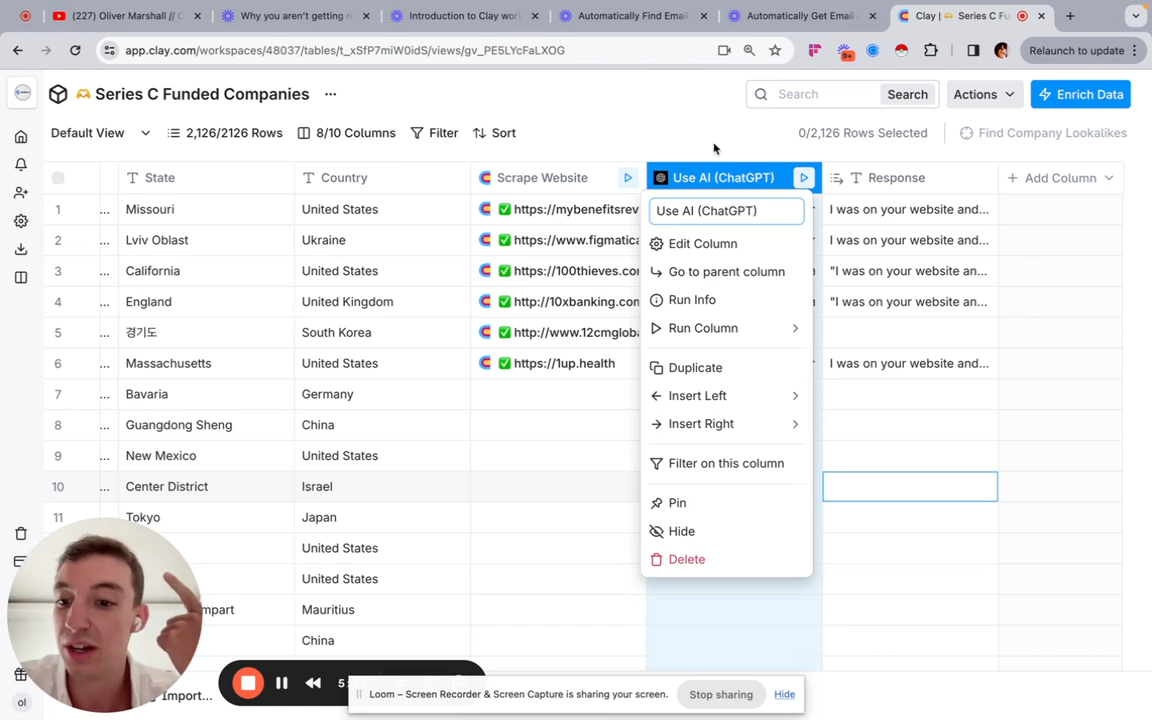 (227) Oliver Marshall // C
Why you aren't getting r
Introduction to Clay wor
Automatically Find Email
Automatically Get Email
Clay | 🫶 Series C Fu
app.clay.com/workspaces/48037/tables/t_xSfP7miW0idS/views/gv_PE5LYcFaLXOG
9+
Relaunch to update
🫶 Series C Funded Companies
Search
Search
Actions
Enrich Data
Default View
2,126/2126 Rows
8/10 Columns
Filter
Sort
0/2,126 Rows Selected
Find Company Lookalikes
State
Country
Scrape Website
Use AI (ChatGPT)
Response
+ Add Column
1 ... Missouri United States ✅ https://mybenefitsrev I was on your website and...
2 ... Lviv Oblast Ukraine ✅ https://www.figmatica I was on your website and...
3 ... California United States ✅ https://100thieves.co "I was on your website an...
4 ... England United Kingdom ✅ http://10xbanking.com "I was on your website an...
5 ... 경기도 South Korea ✅ http://www.12cmgloba
6 ... Massachusetts United States ✅ https://1up.health I was on your website and...
7 ... Bavaria Germany
8 ... Guangdong Sheng China
9 ... New Mexico United States
10 ... Center District Israel
11 Tokyo Japan
United States
United States
mpart Mauritius
China
Use AI (ChatGPT)
Edit Column
Go to parent column
Run Info
Run Column
Duplicate
Insert Left
Insert Right
Filter on this column
Pin
Hide
Delete
Import...
ol
5:
Loom – Screen Recorder & Screen Capture is sharing your screen.
Stop sharing
Hide